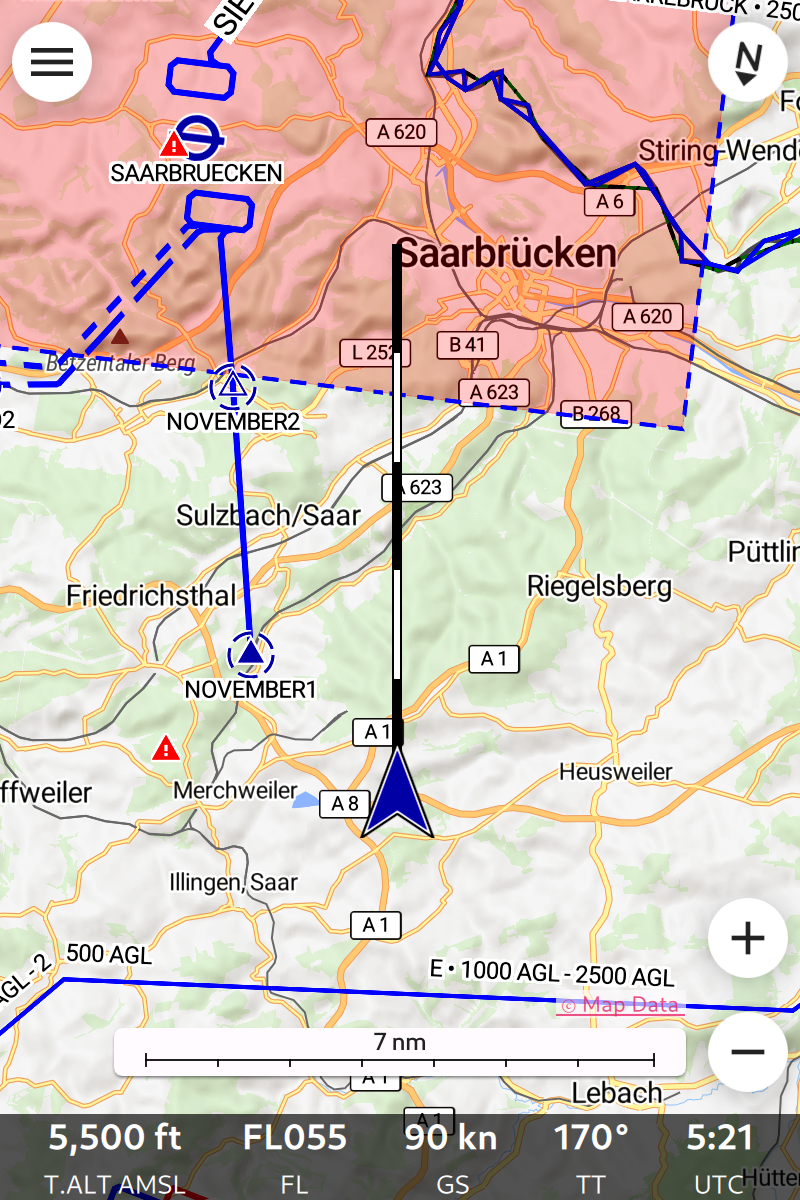 SIE
ARLEBRUCK • 250
N
A 620
SAARBRUECKEN
Stiring-Wend
A 6
Saarbrücken
A 620
B 41
L 252
Betzentaler Berg
A 623
B 268
NOVEMBER2
A 623
Sulzbach/Saar
Püttlin
Friedrichsthal
Riegelsberg
A 1
NOVEMBER1
A 1
Heusweiler
ffweiler
Merchweiler
A 8
Illingen, Saar
A 1
+
AGL - 2
500 AGL
E • 1000 AGL - 2500 AGL
© Map Data
7 nm
A 1
Lebach
A 1
5,500 ft FL055 90 kn 170° 5:21
T.ALT AMSL FL GS TT UTC
Hütte